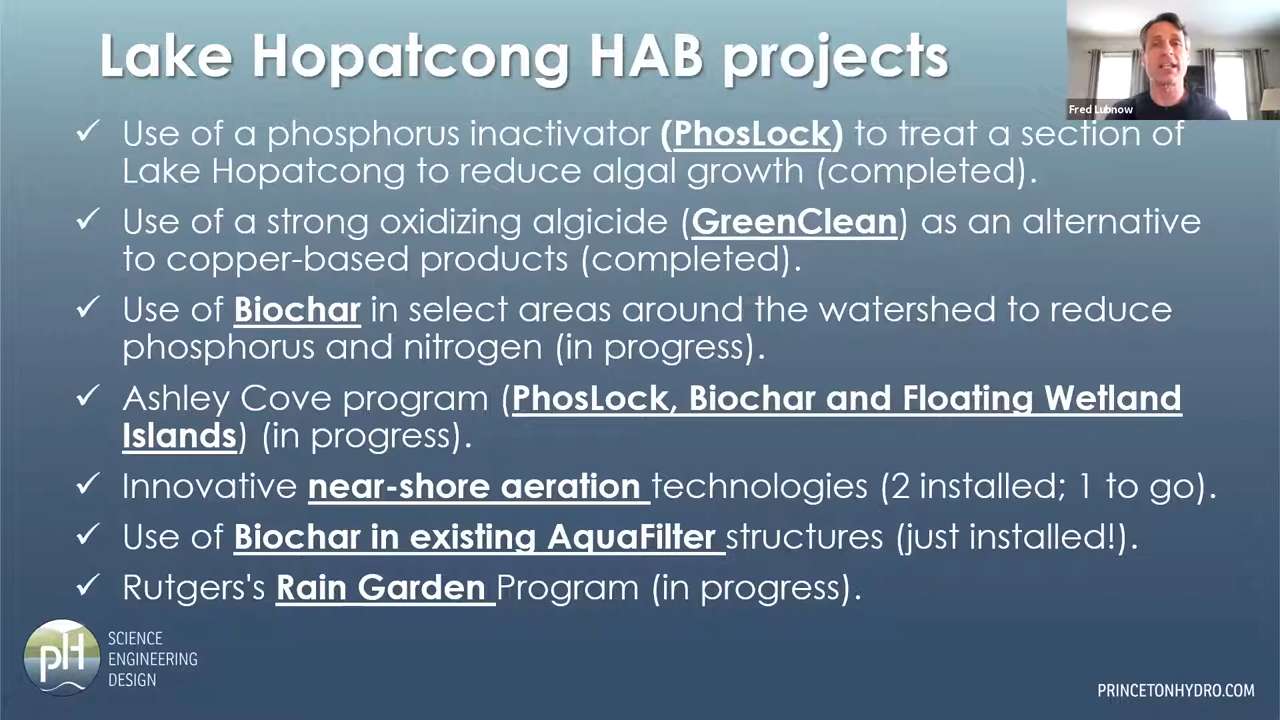 Lake Hopatcong HAB projects
Fred Lubnow
✓ Use of a phosphorus inactivator (PhosLock) to treat a section of
Lake Hopatcong to reduce algal growth (completed).
✓ Use of a strong oxidizing algicide (GreenClean) as an alternative
to copper-based products (completed).
✓ Use of Biochar in select areas around the watershed to reduce
phosphorus and nitrogen (in progress).
✓ Ashley Cove program (PhosLock, Biochar and Floating Wetland
Islands) (in progress).
✓ Innovative near-shore aeration technologies (2 installed; 1 to go).
✓ Use of Biochar in existing AquaFilter structures (just installed!).
✓ Rutgers's Rain Garden Program (in progress).
pH
SCIENCE
ENGINEERING
DESIGN
PRINCETONHYDRO.COM